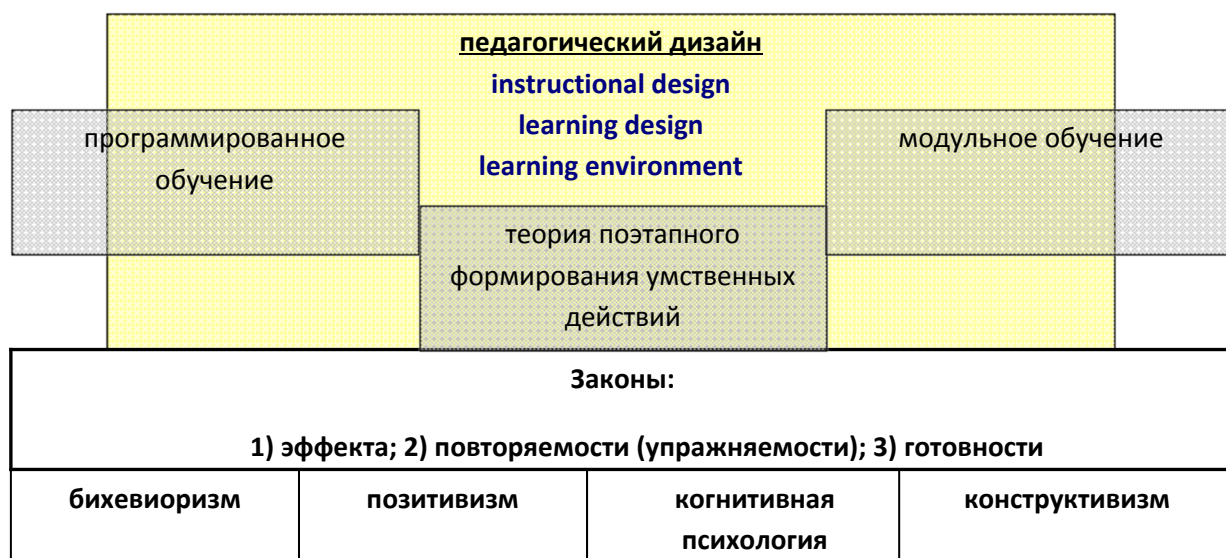 педагогический дизайн
instructional design
learning design
learning environment
программированное
обучение
модульное обучение
теория поэтапного
формирования умственных
действий
Законы:
1) эффекта; 2) повторяемости (упражняемости); 3) готовности
бихевиоризм
позитивизм
когнитивная
психология
конструктивизм